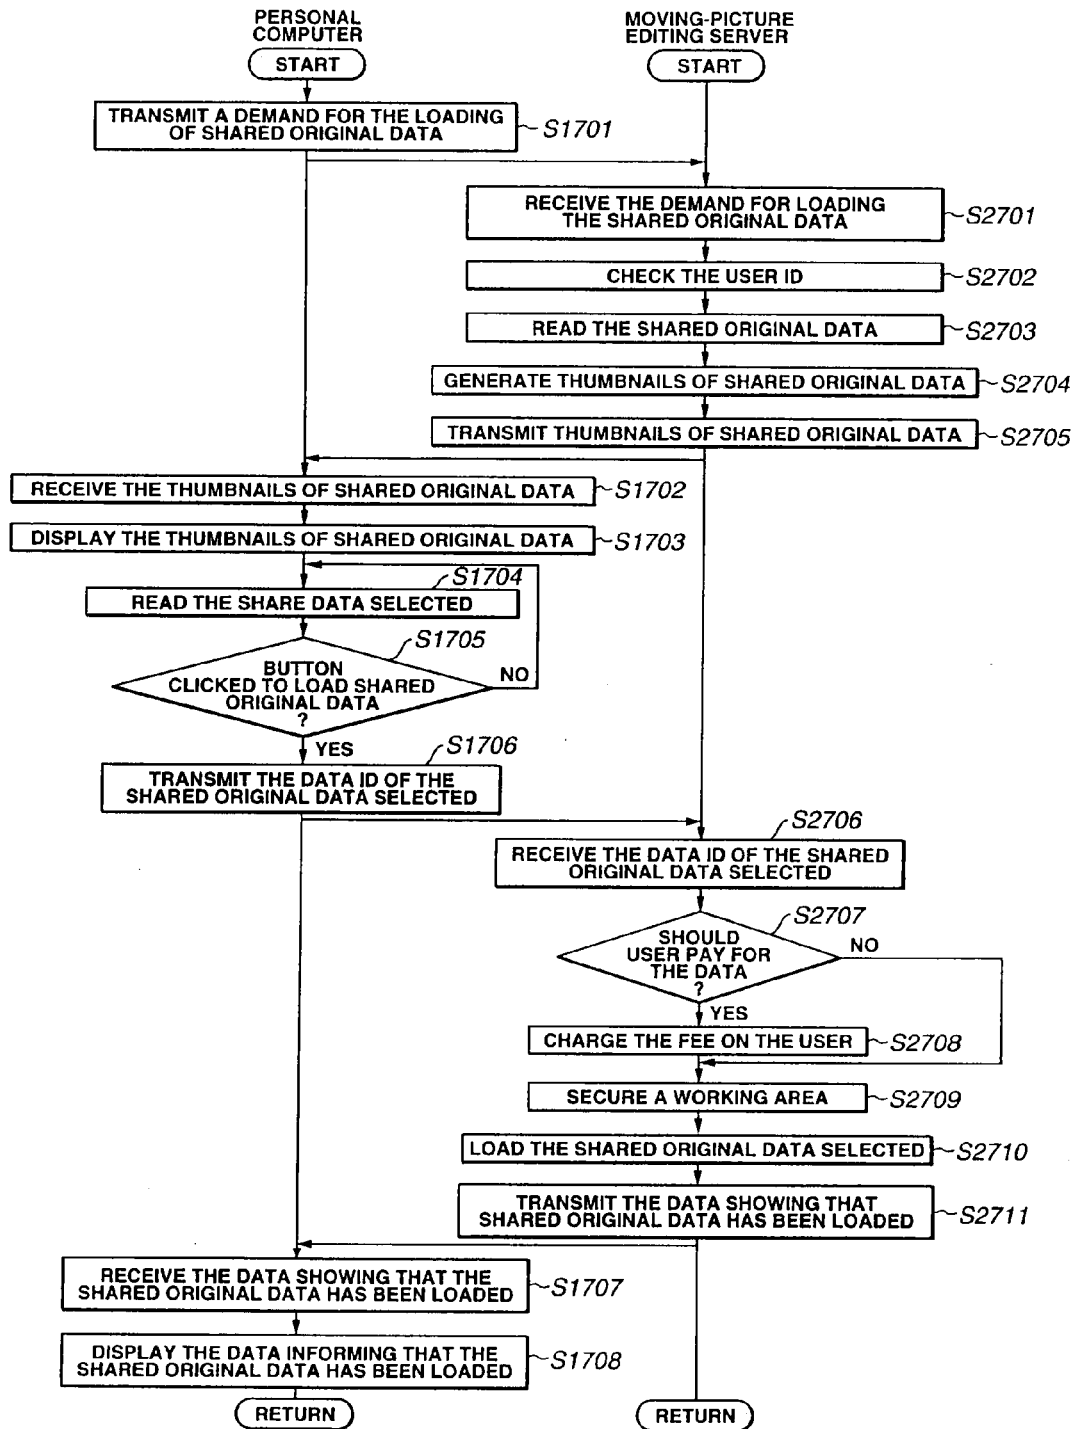 PERSONAL
COMPUTER
START
MOVING-PICTURE
EDITING SERVER
START
TRANSMIT A DEMAND FOR THE LOADING
OF SHARED ORIGINAL DATA
S1701
RECEIVE THE DEMAND FOR LOADING
THE SHARED ORIGINAL DATA
S2701
CHECK THE USER ID
S2702
READ THE SHARED ORIGINAL DATA
S2703
GENERATE THUMBNAILS OF SHARED ORIGINAL DATA
S2704
TRANSMIT THUMBNAILS OF SHARED ORIGINAL DATA
S2705
RECEIVE THE THUMBNAILS OF SHARED ORIGINAL DATA
S1702
DISPLAY THE THUMBNAILS OF SHARED ORIGINAL DATA
S1703
S1704
READ THE SHARE DATA SELECTED
S1705
BUTTON
CLICKED TO LOAD SHARED
ORIGINAL DATA
?
NO
YES
S1706
TRANSMIT THE DATA ID OF THE
SHARED ORIGINAL DATA SELECTED
S2706
RECEIVE THE DATA ID OF THE SHARED
ORIGINAL DATA SELECTED
S2707
SHOULD
USER PAY FOR
THE DATA
?
NO
YES
CHARGE THE FEE ON THE USER
S2708
SECURE A WORKING AREA
S2709
LOAD THE SHARED ORIGINAL DATA SELECTED
S2710
TRANSMIT THE DATA SHOWING THAT
SHARED ORIGINAL DATA HAS BEEN LOADED
S2711
RECEIVE THE DATA SHOWING THAT THE
SHARED ORIGINAL DATA HAS BEEN LOADED
S1707
DISPLAY THE DATA INFORMING THAT THE
SHARED ORIGINAL DATA HAS BEEN LOADED
S1708
RETURN
RETURN